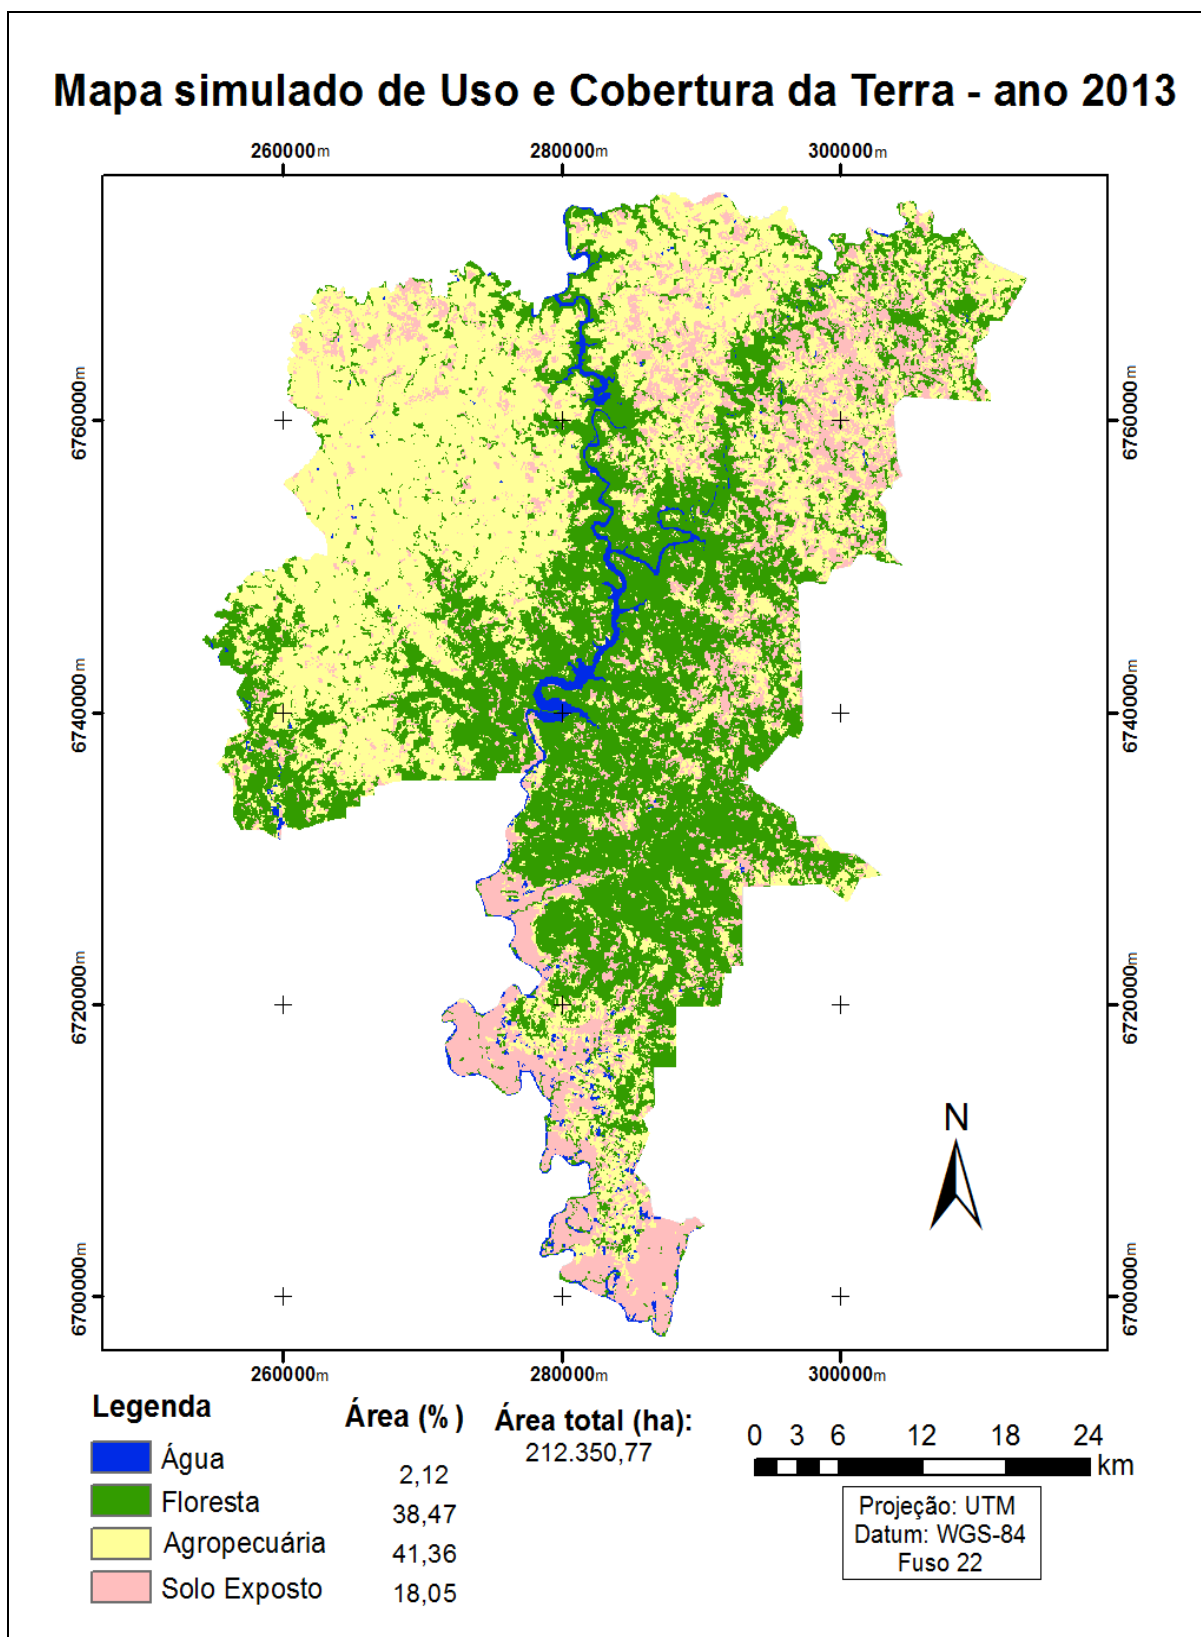 Mapa simulado de Uso e Cobertura da Terra - ano 2013
260000m 280000m 300000m
6760000m 6760000m
6740000m 6740000m
6720000m 6720000m
6700000m 6700000m
N
260000m 280000m 300000m
Legenda Área (%) Área total (ha):
212.350,77
Água 2,12
Floresta 38,47
Agropecuária 41,36
Solo Exposto 18,05
0 3 6 12 18 24
km
Projeção: UTM
Datum: WGS-84
Fuso 22